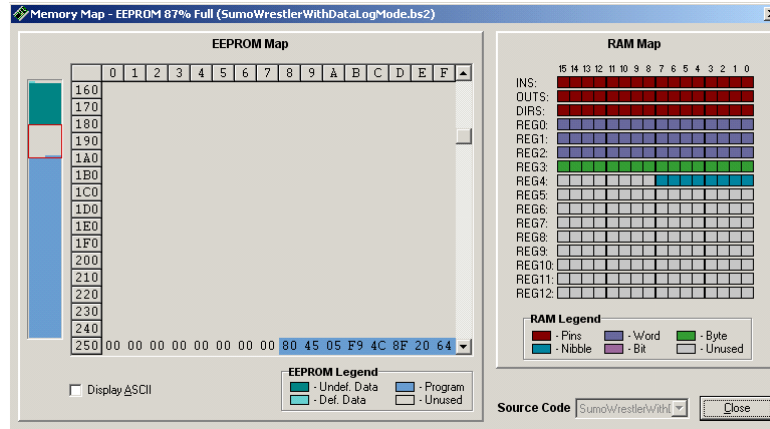 Memory Map - EEPROM 87% Full (SumoWrestlerWithDataLogMode.bs2)
EEPROM Map
0 1 2 3 4 5 6 7 8 9 A B C D E F
160
170
180
190
1A0
1B0
1C0
1D0
1E0
1F0
200
210
220
230
240
250 00 00 00 00 00 00 00 00 80 45 05 F9 4C 8F 20 64
Display ASCII
EEPROM Legend
- Undef. Data - Program
- Def. Data - Unused
RAM Map
15 14 13 12 11 10 9 8 7 6 5 4 3 2 1 0
INS:
OUTS:
DIRS:
REG0:
REG1:
REG2:
REG3:
REG4:
REG5:
REG6:
REG7:
REG8:
REG9:
REG10:
REG11:
REG12:
RAM Legend
- Pins - Word - Byte
- Nibble - Bit - Unused
Source Code SumoWrestlerWithD
Close